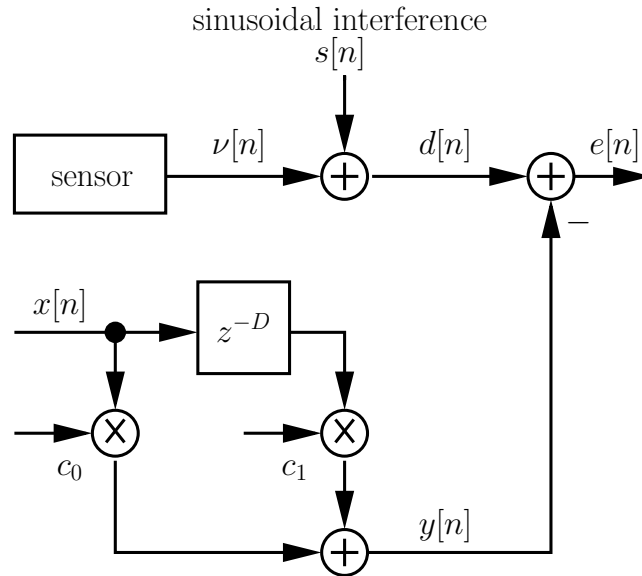 sinusoidal interference
s[n]
ν[n] d[n] e[n]
sensor + +
−
x[n]
z^{−D}
× ×
c_0 c_1 y[n]
+